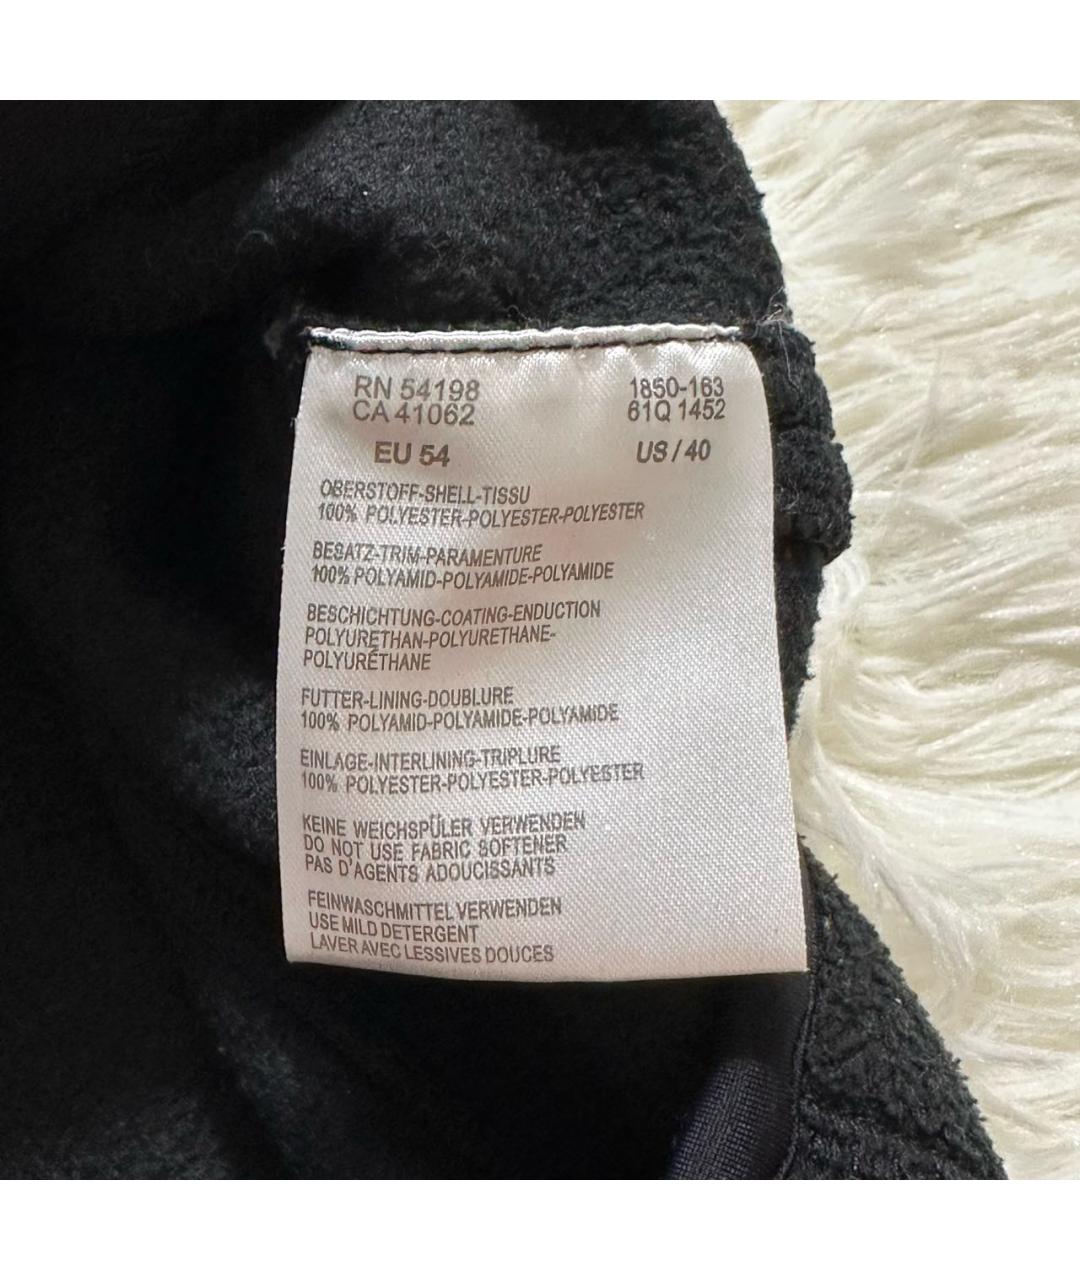 RN 54198 1850-163
CA 41062 61Q 1452
EU 54 US / 40
OBERSTOFF-SHELL-TISSU
100% POLYESTER-POLYESTER-POLYESTER
BESATZ-TRIM-PARAMENTURE
100% POLYAMID-POLYAMIDE-POLYAMIDE
BESCHICHTUNG-COATING-ENDUCTION
POLYURETHAN-POLYURETHANE-
POLYURÉTHANE
FUTTER-LINING-DOUBLURE
100% POLYAMID-POLYAMIDE-POLYAMIDE
EINLAGE-INTERLINING-TRIPLURE
100% POLYESTER-POLYESTER-POLYESTER
KEINE WEICHSPÜLER VERWENDEN
DO NOT USE FABRIC SOFTENER
PAS D'AGENTS ADOUCISSANTS
FEINWASCHMITTEL VERWENDEN
USE MILD DETERGENT
LAVER AVEC LESSIVES DOUCES